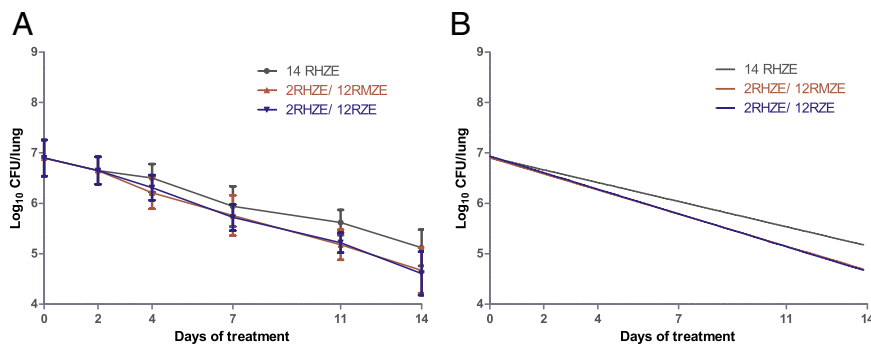 A
9
8
7
6
5
4
Log10 CFU/lung
14 RHZE
2RHZE/ 12RMZE
2RHZE/ 12RZE
0 2 4 7 11 14
Days of treatment
B
9
8
7
6
5
4
Log10 CFU/lung
14 RHZE
2RHZE/ 12RMZE
2RHZE/ 12RZE
0 2 4 7 11 14
Days of treatment